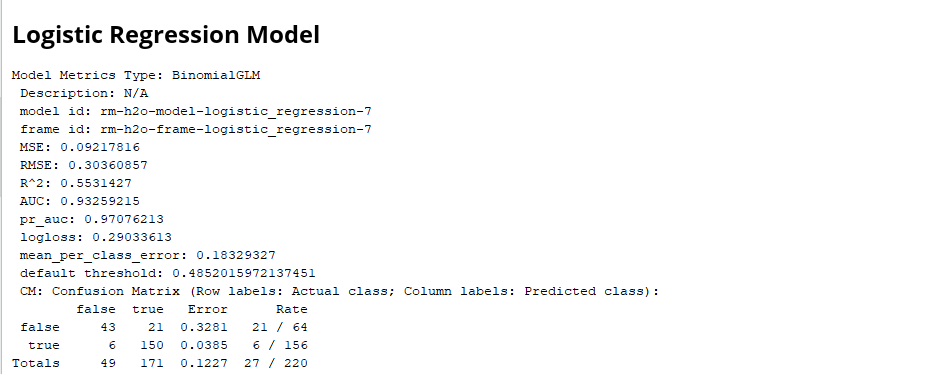 Logistic Regression Model
Model Metrics Type: BinomialGLM
Description: N/A
model id: rm-h2o-model-logistic_regression-7
frame id: rm-h2o-frame-logistic_regression-7
MSE: 0.09217816
RMSE: 0.30360857
R^2: 0.5531427
AUC: 0.93259215
pr_auc: 0.97076213
logloss: 0.29033613
mean_per_class_error: 0.18329327
default threshold: 0.4852015972137451
CM: Confusion Matrix (Row labels: Actual class; Column labels: Predicted class):
false true Error Rate
false 43 21 0.3281 21 / 64
true 6 150 0.0385 6 / 156
Totals 49 171 0.1227 27 / 220